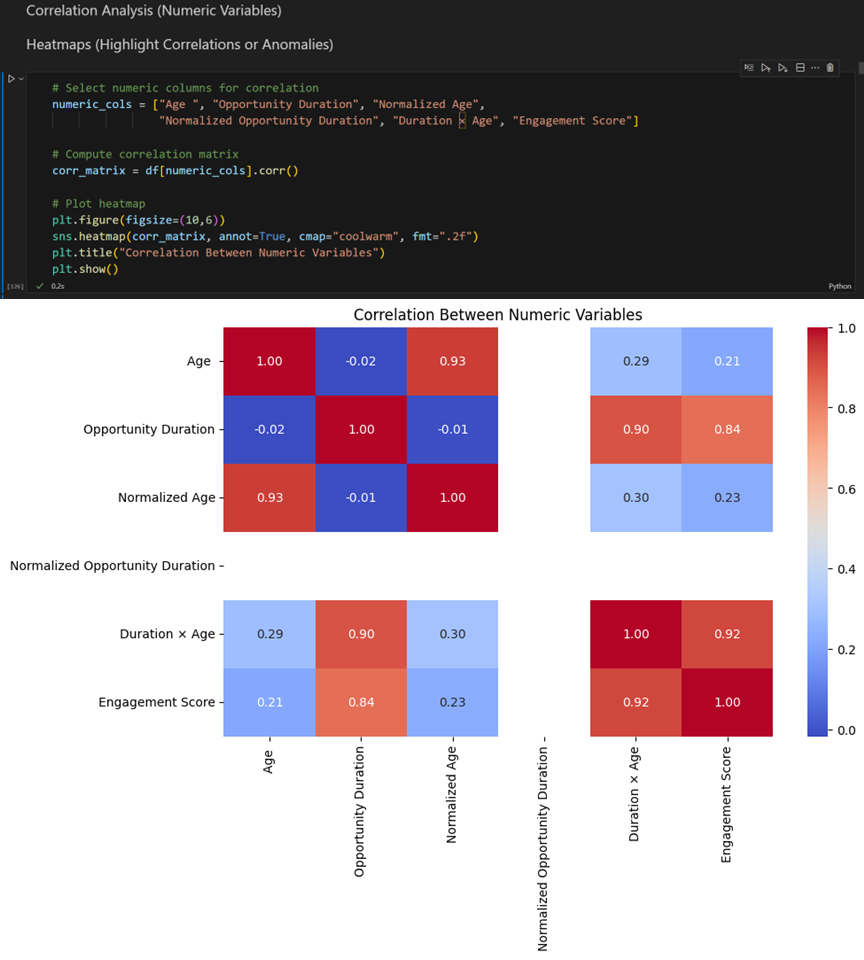 Correlation Analysis (Numeric Variables)
Heatmaps (Highlight Correlations or Anomalies)
# Select numeric columns for correlation
numeric_cols = ["Age ", "Opportunity Duration", "Normalized Age",
"Normalized Opportunity Duration", "Duration × Age", "Engagement Score"]
# Compute correlation matrix
corr_matrix = df[numeric_cols].corr()
# Plot heatmap
plt.figure(figsize=(10,6))
sns.heatmap(corr_matrix, annot=True, cmap="coolwarm", fmt=".2f")
plt.title("Correlation Between Numeric Variables")
plt.show()
[126] ✓ 0.2s Python
Correlation Between Numeric Variables
Age 1.00 -0.02 0.93 0.29 0.21
Opportunity Duration -0.02 1.00 -0.01 0.90 0.84
Normalized Age 0.93 -0.01 1.00 0.30 0.23
Normalized Opportunity Duration
Duration × Age 0.29 0.90 0.30 1.00 0.92
Engagement Score 0.21 0.84 0.23 0.92 1.00
Age
Opportunity Duration
Normalized Age
Normalized Opportunity Duration
Duration × Age
Engagement Score
1.0
0.8
0.6
0.4
0.2
0.0